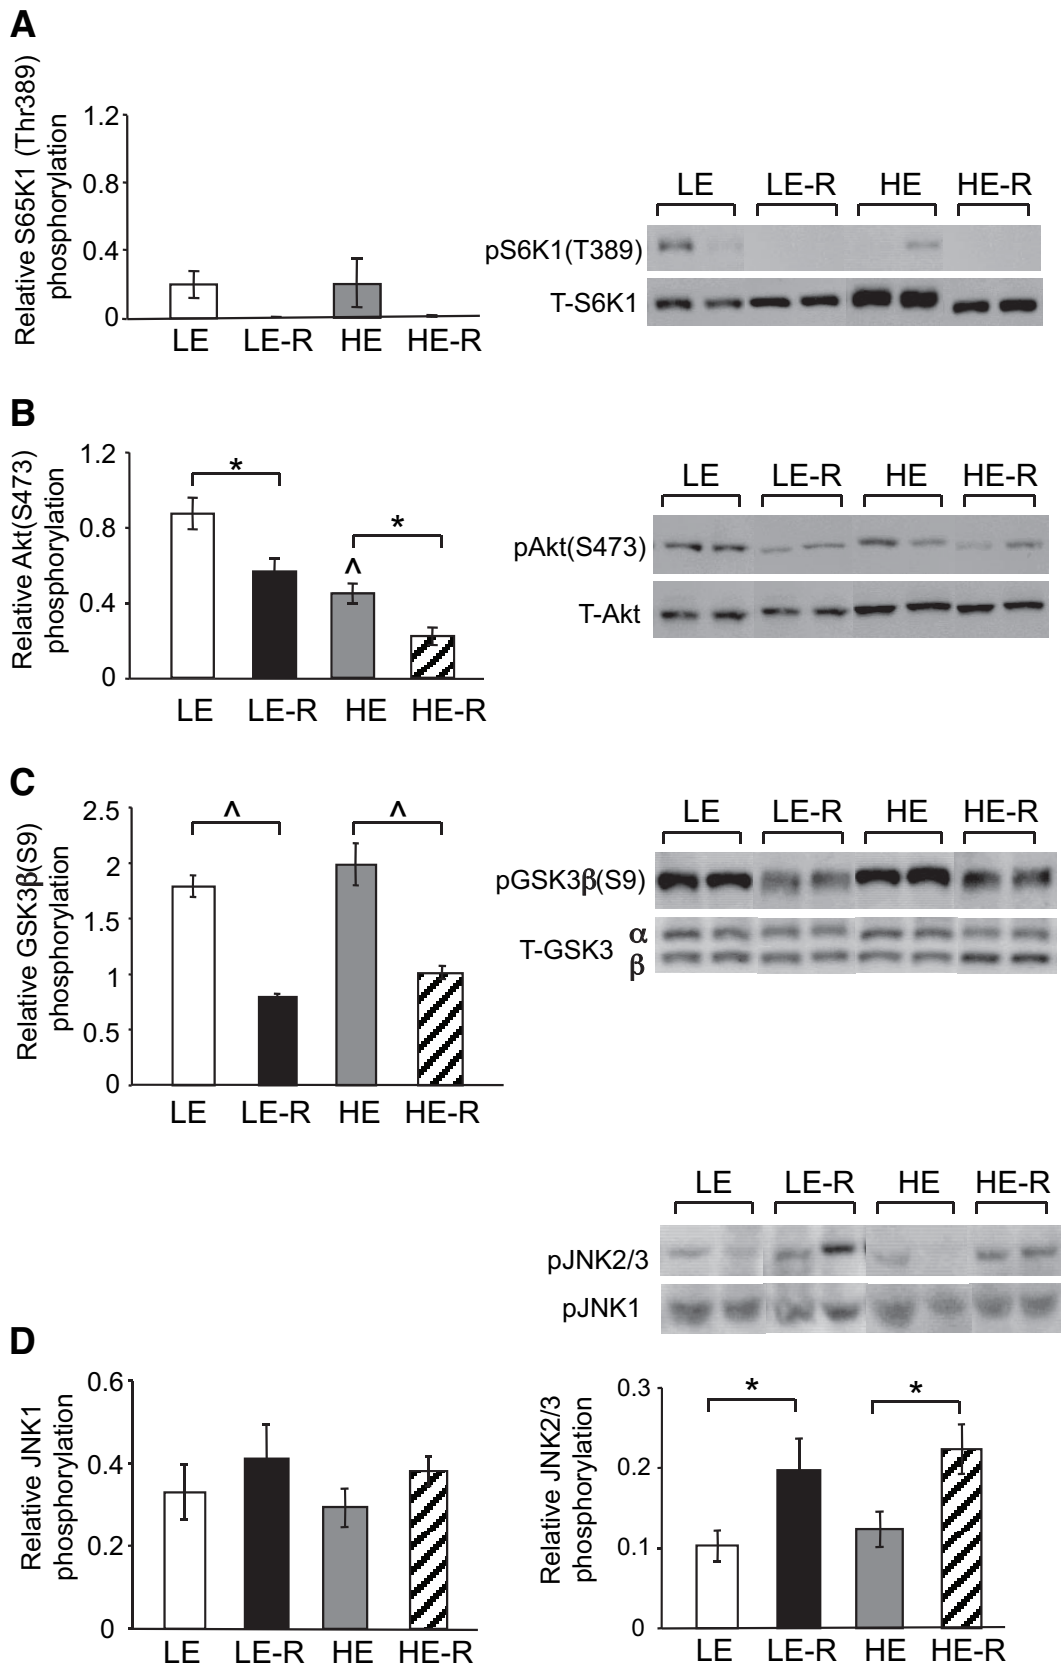 A
Relative S65K1 (Thr389)
phosphorylation
1.2
0.8
0.4
0
LE LE-R HE HE-R
LE LE-R HE HE-R
pS6K1(T389)
T-S6K1
B
Relative Akt(S473)
phosphorylation
1.2
0.8
0.4
0
*
*
^
LE LE-R HE HE-R
LE LE-R HE HE-R
pAkt(S473)
T-Akt
C
Relative GSK3β(S9)
phosphorylation
2.5
2
1.5
1
0.5
0
^ ^
LE LE-R HE HE-R
LE LE-R HE HE-R
pGSK3β(S9)
T-GSK3 α
β
LE LE-R HE HE-R
pJNK2/3
pJNK1
D
Relative JNK1
phosphorylation
0.6
0.4
0.2
0
LE LE-R HE HE-R
Relative JNK2/3
phosphorylation
0.3
0.2
0.1
0
* *
LE LE-R HE HE-R